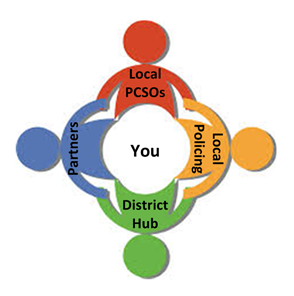 Local
PCSOs
Partners
You
Local
Policing
District
Hub